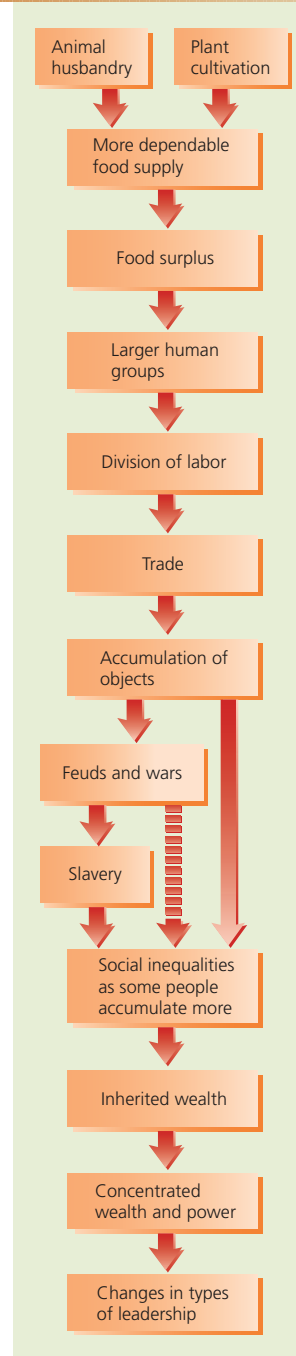 Animal
husbandry
Plant
cultivation
More dependable
food supply
Food surplus
Larger human
groups
Division of labor
Trade
Accumulation of
objects
Feuds and wars
Slavery
Social inequalities
as some people
accumulate more
Inherited wealth
Concentrated
wealth and power
Changes in types
of leadership